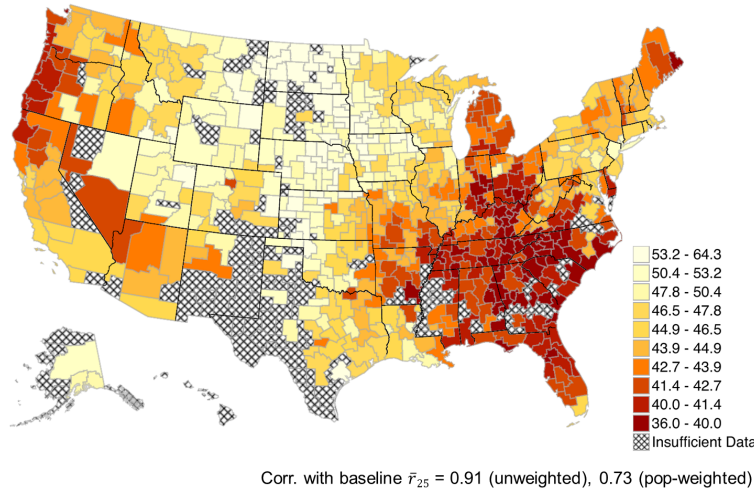 53.2 - 64.3
50.4 - 53.2
47.8 - 50.4
46.5 - 47.8
44.9 - 46.5
43.9 - 44.9
42.7 - 43.9
41.4 - 42.7
40.0 - 41.4
36.0 - 40.0
Insufficient Data
Corr. with baseline r̄₂₅ = 0.91 (unweighted), 0.73 (pop-weighted)